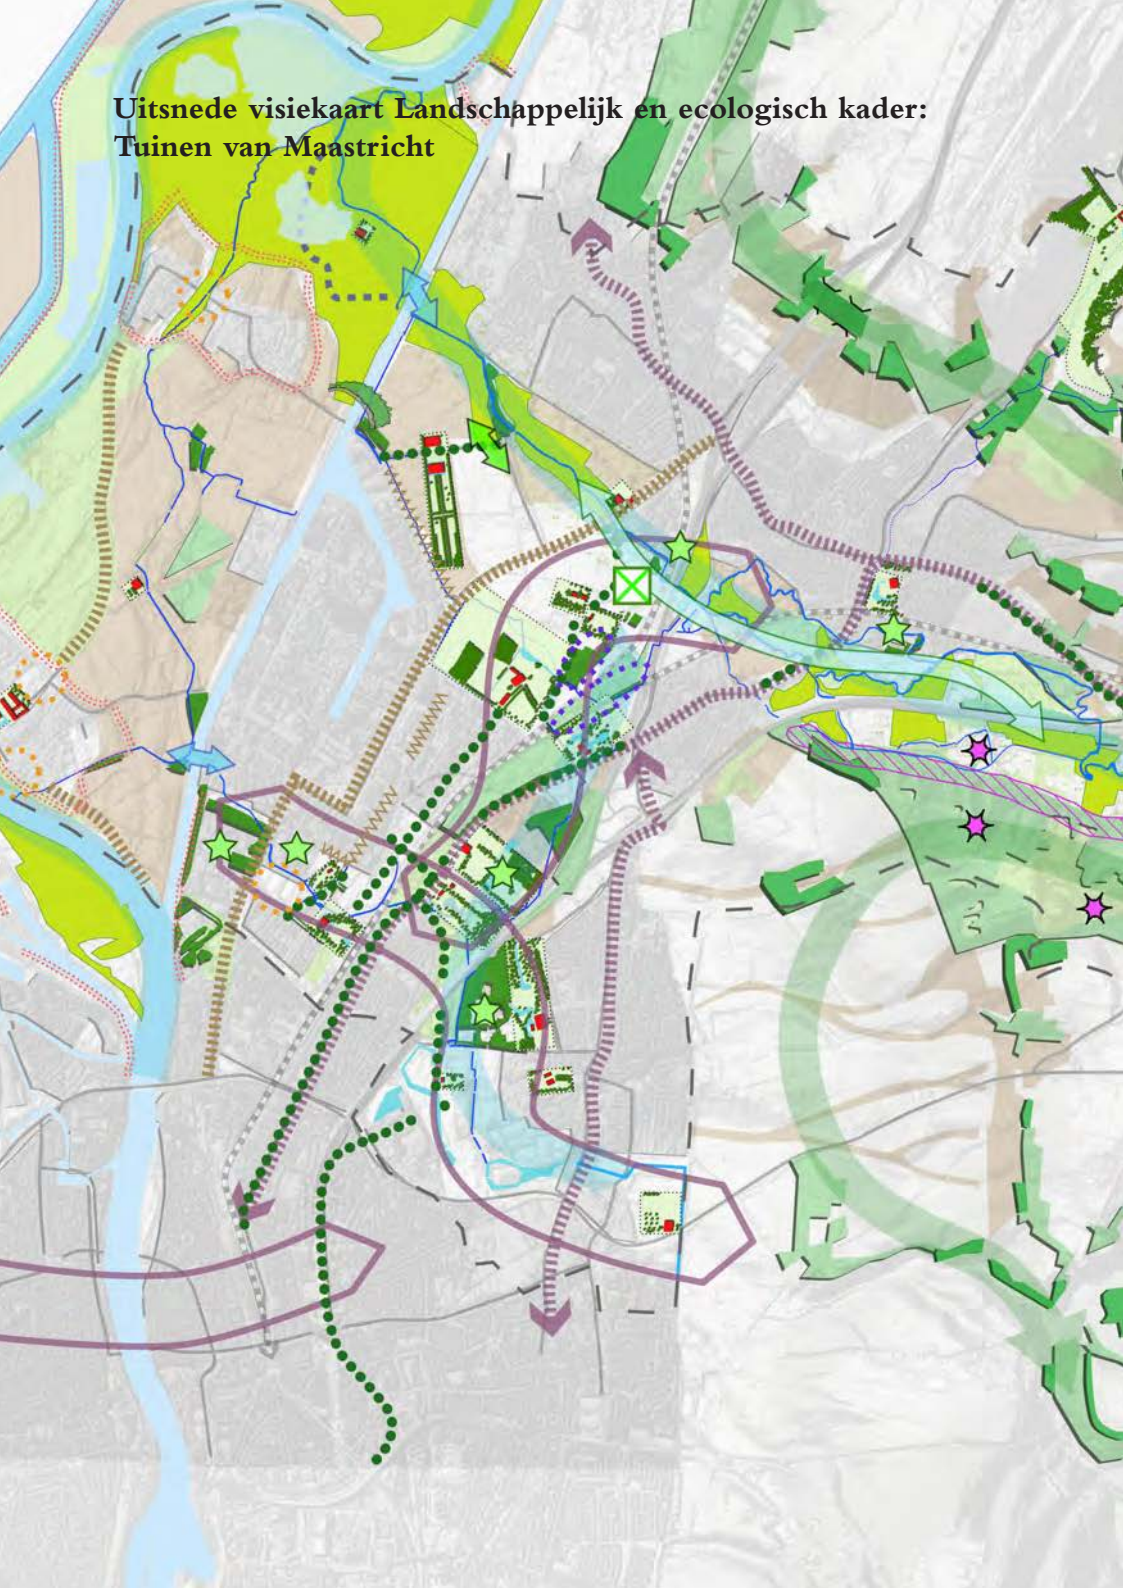 Uitsnede visiekaart Landschappelijk en ecologisch kader:
Tuinen van Maastricht